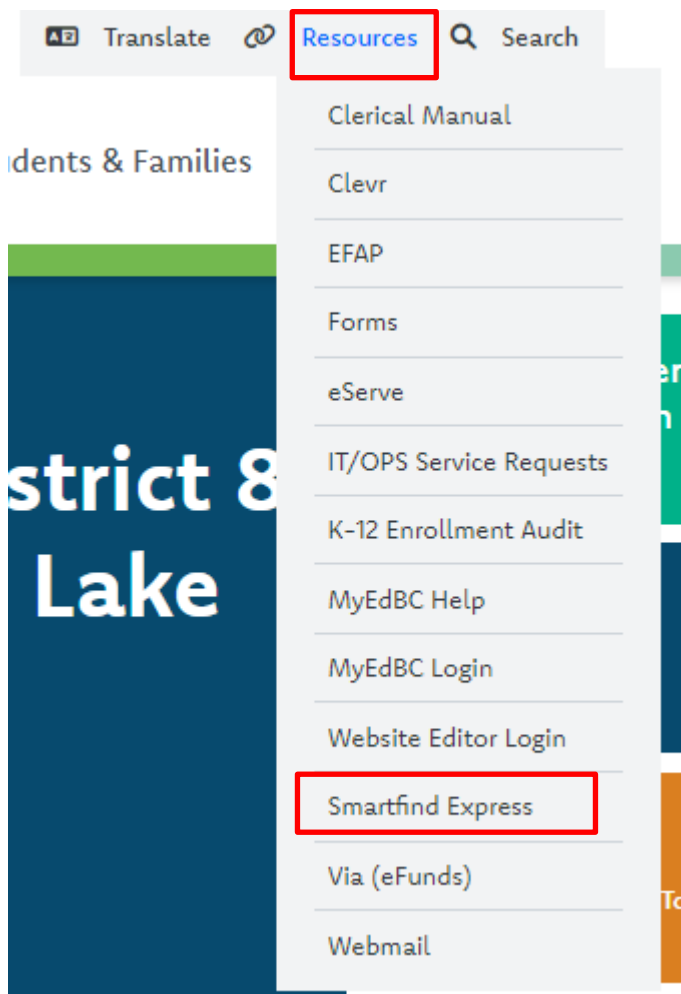 Translate Resources Search
Clerical Manual
dents & Families
Clevr
EFAP
Forms
eServe
strict 8
IT/OPS Service Requests
K-12 Enrollment Audit
Lake
MyEdBC Help
MyEdBC Login
Website Editor Login
Smartfind Express
Via (eFunds)
Webmail